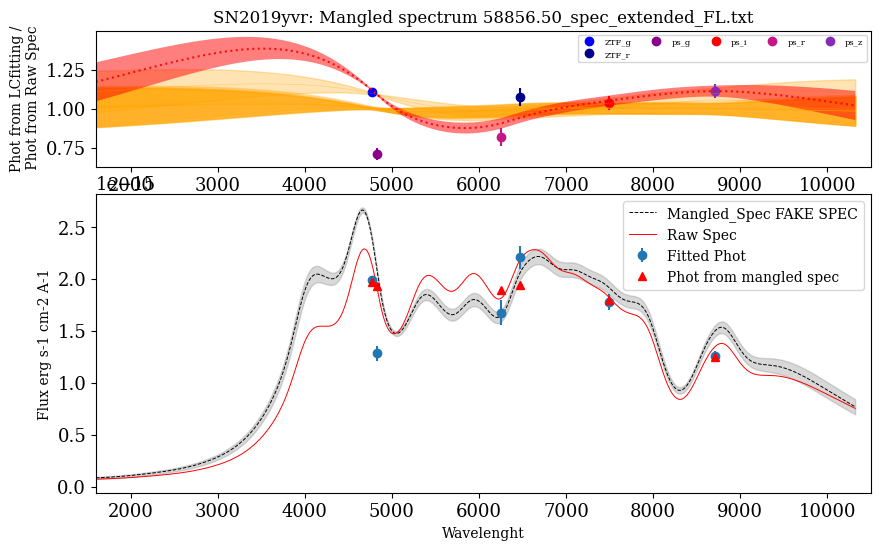 SN2019yvr: Mangled spectrum 58856.50_spec_extended_FL.txt
Phot from LCfitting /
Phot from Raw Spec
1.25
1.00
0.75
ZTF_g
ZTF_r
ps_g
ps_i
ps_r
ps_z
2000 3000 4000 5000 6000 7000 8000 9000 10000
1e−15
Flux erg s-1 cm-2 A-1
2.5
2.0
1.5
1.0
0.5
0.0
Mangled_Spec FAKE SPEC
Raw Spec
Fitted Phot
Phot from mangled spec
2000 3000 4000 5000 6000 7000 8000 9000 10000
Wavelenght